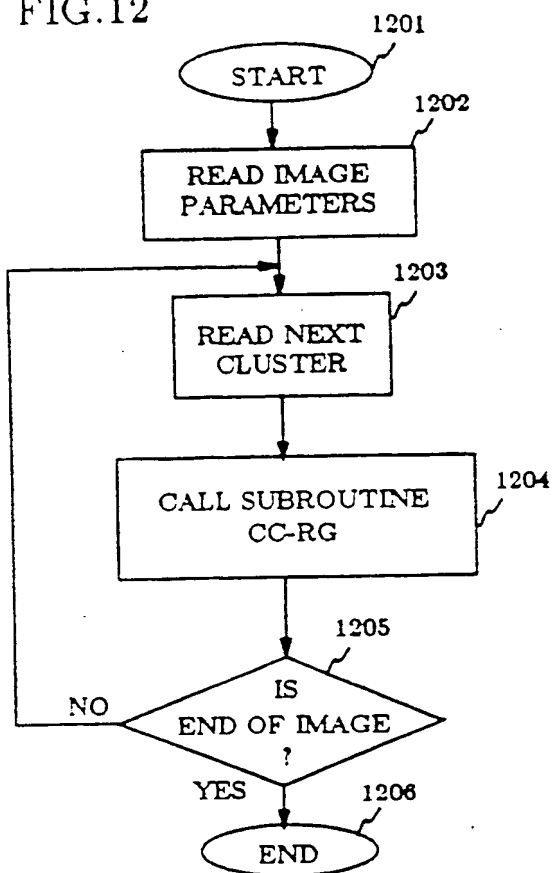 FIG.12
1201
START
1202
READ IMAGE
PARAMETERS
1203
READ NEXT
CLUSTER
1204
CALL SUBROUTINE
CC-RG
1205
IS
END OF IMAGE
?
NO
YES
1206
END